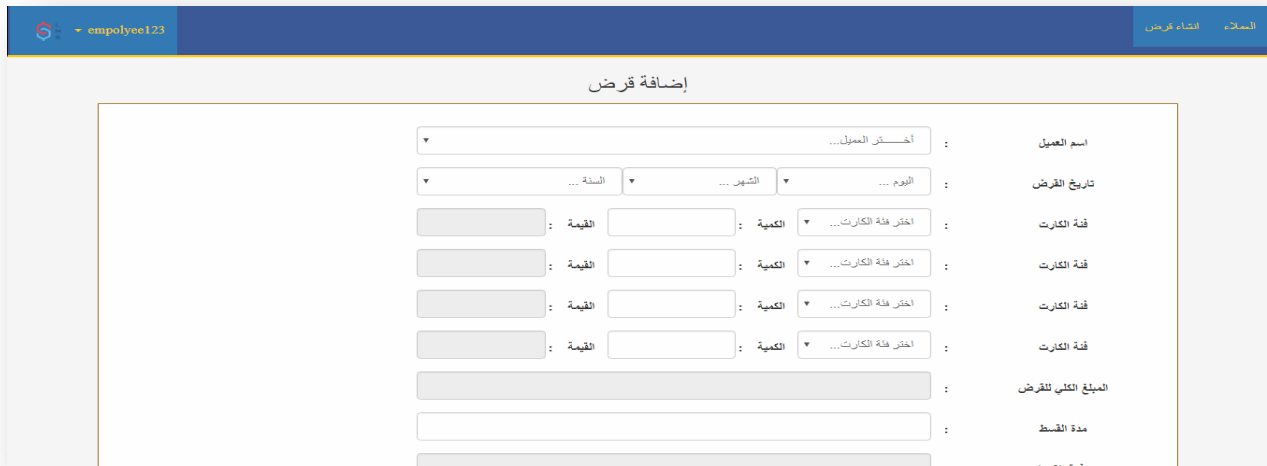 العملاء انشاء قرض empolyee123
إضافة قرض
اسم العميل : أخـــــتر العميل...
تاريخ القرض : اليوم ... الشهر ... السنة ...
فئة الكارت : اختر فئة الكارت... الكمية : القيمة :
فئة الكارت : اختر فئة الكارت... الكمية : القيمة :
فئة الكارت : اختر فئة الكارت... الكمية : القيمة :
فئة الكارت : اختر فئة الكارت... الكمية : القيمة :
المبلغ الكلي للقرض :
مدة القسط :